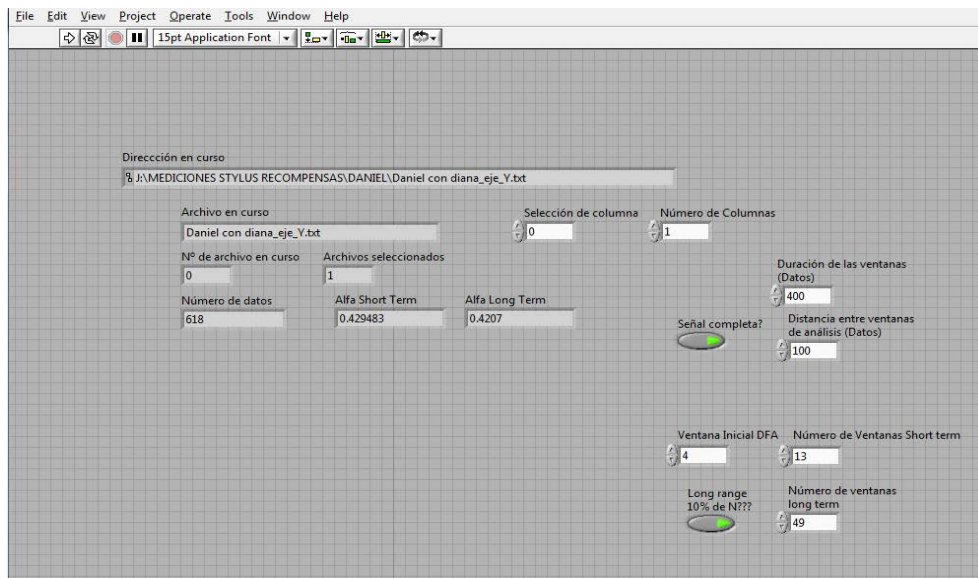 File Edit View Project Operate Tools Window Help
15pt Application Font
Direccción en curso
J:\MEDICIONES STYLUS RECOMPENSAS\DANIEL\Daniel con diana_eje_Y.txt
Archivo en curso
Daniel con diana_eje_Y.txt
Selección de columna
0
Número de Columnas
1
Nº de archivo en curso
0
Archivos seleccionados
1
Número de datos
618
Alfa Short Term
0.429483
Alfa Long Term
0.4207
Duración de las ventanas
(Datos)
400
Señal completa?
Distancia entre ventanas
de análisis (Datos)
100
Ventana Inicial DFA
4
Número de Ventanas Short term
13
Long range
10% de N???
Número de ventanas
long term
49